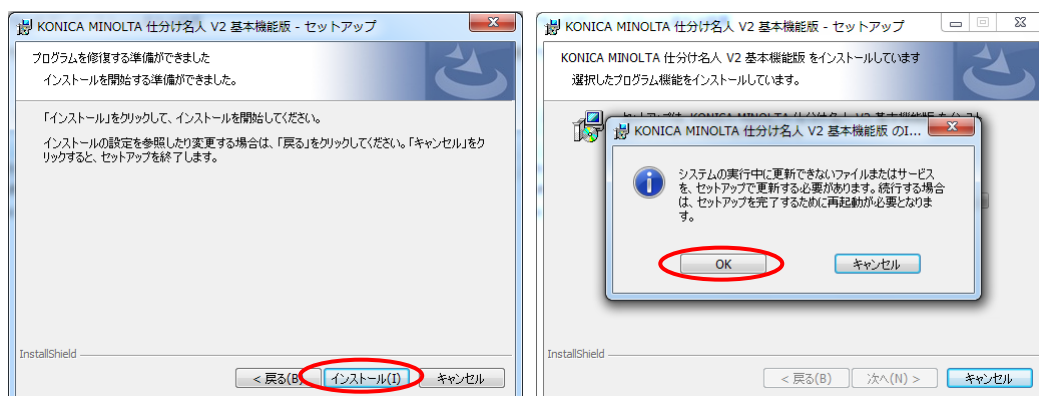 KONICA MINOLTA 仕分け名人 V2 基本機能版 - セットアップ
プログラムを修復する準備ができました
インストールを開始する準備ができました。
「インストール」をクリックして、インストールを開始してください。
インストールの設定を参照したり変更する場合は、「戻る」をクリックしてください。「キャンセル」をク
リックすると、セットアップを終了します。
InstallShield
< 戻る(B)
インストール(I)
キャンセル
KONICA MINOLTA 仕分け名人 V2 基本機能版 - セットアップ
KONICA MINOLTA 仕分け名人 V2 基本機能版 をインストールしています
選択したプログラム機能をインストールしています。
KONICA MINOLTA 仕分け名人 V2 基本機能版 のI...
システムの実行中に更新できないファイルまたはサービス
を、セットアップで更新する必要があります。続行する場合
は、セットアップを完了するために再起動が必要となりま
す。
OK
キャンセル
InstallShield
< 戻る(B)
次へ(N) >
キャンセル